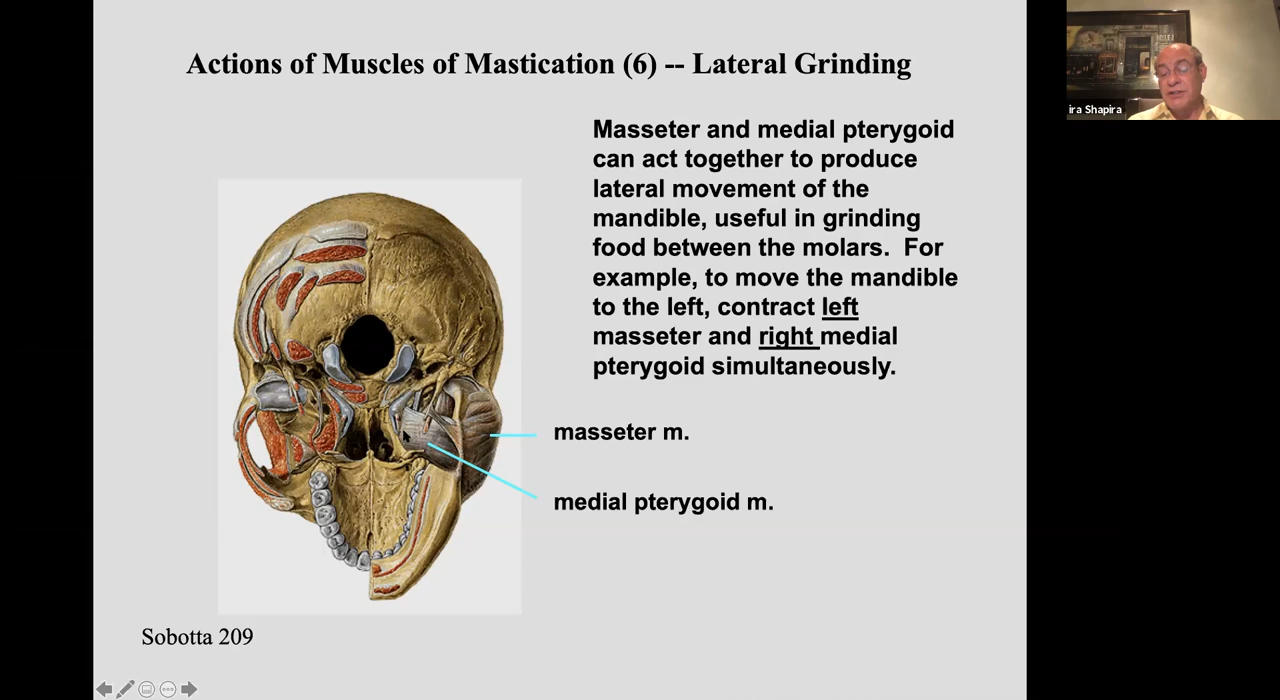 Actions of Muscles of Mastication (6) -- Lateral Grinding
ira Shapira
Masseter and medial pterygoid
can act together to produce
lateral movement of the
mandible, useful in grinding
food between the molars.  For
example, to move the mandible
to the left, contract left
masseter and right medial
pterygoid simultaneously.
masseter m.
medial pterygoid m.
Sobotta 209